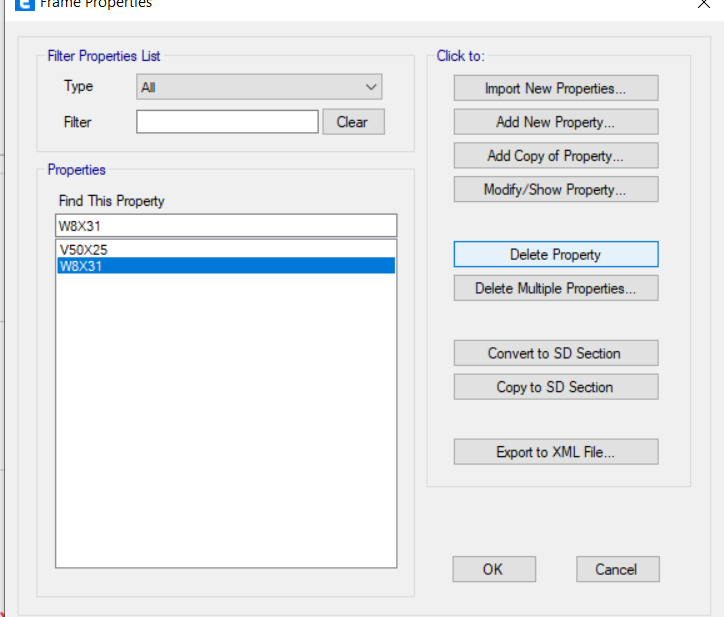 Frame Properties
Filter Properties List
Type
All
Filter
Clear
Properties
Find This Property
W8X31
V50X25
W8X31
Click to:
Import New Properties...
Add New Property...
Add Copy of Property...
Modify/Show Property...
Delete Property
Delete Multiple Properties...
Convert to SD Section
Copy to SD Section
Export to XML File...
OK
Cancel